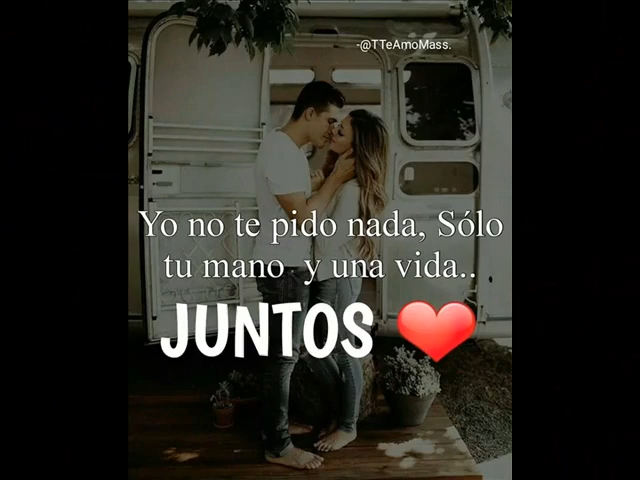 -@TTeAmoMass.
Yo no te pido nada, Sólo
tu mano y una vida..
JUNTOS ❤